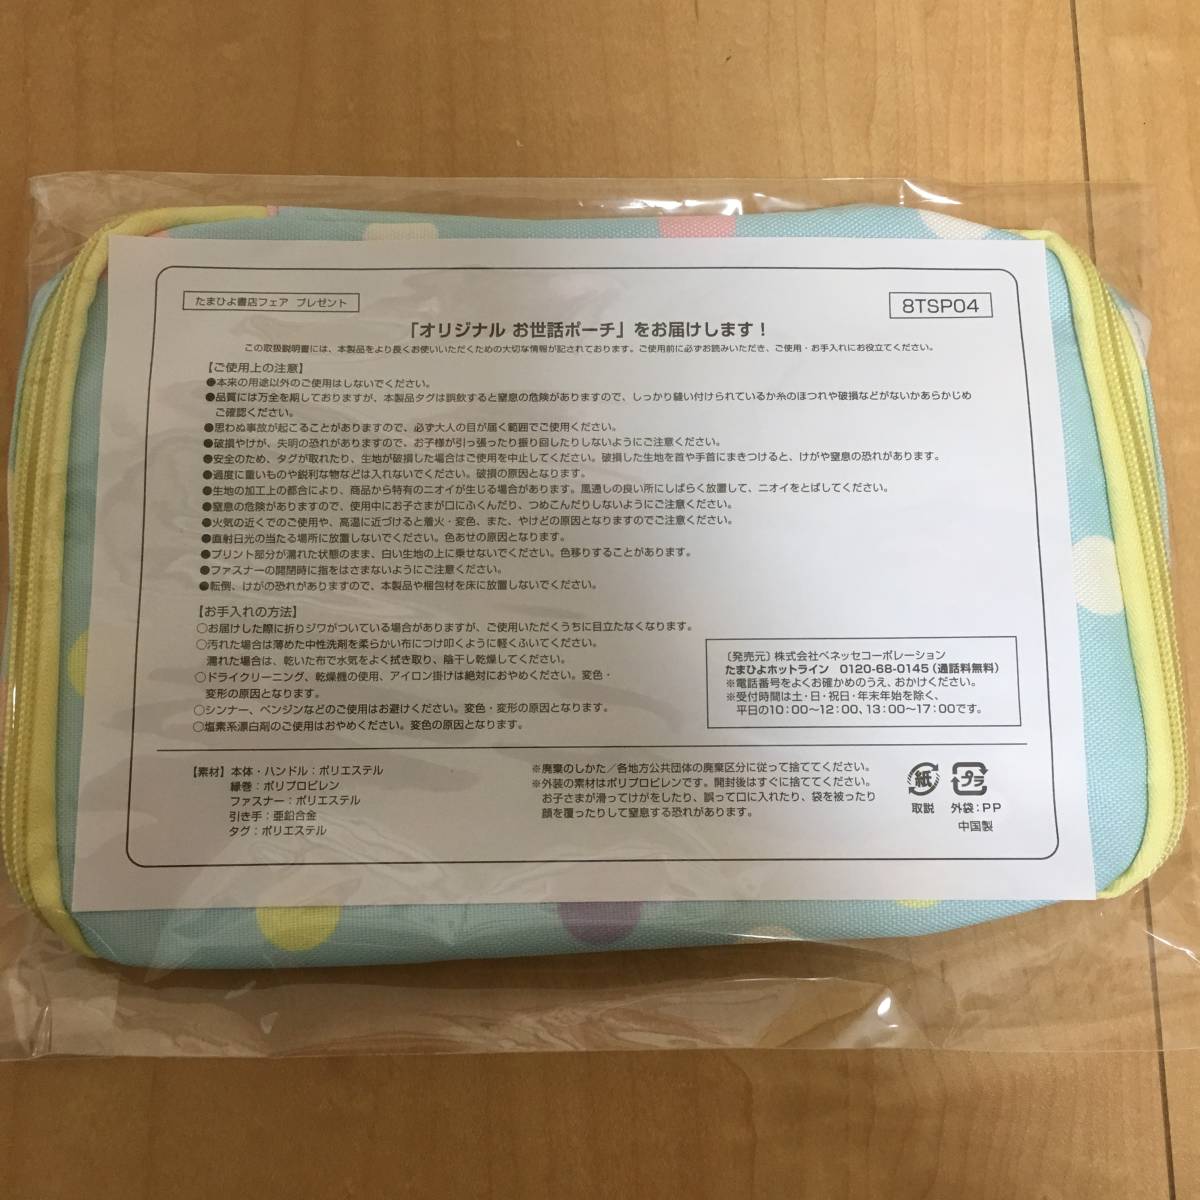 たまひよ書店フェア プレゼント
8TSP04
「オリジナル お世話ポーチ」をお届けします！
この取扱説明書には、本製品をより長くお使いいただくための大切な情報が記されております。ご使用前に必ずお読みいただき、ご使用・お手入れにお役立てください。
【ご使用上の注意】
●本来の用途以外のご使用はしないでください。
●品質には万全を期しておりますが、本製品タグは誤飲すると窒息の危険がありますので、しっかり縫い付けられているか糸のほつれや破損などがないかあらかじめ
ご確認ください。
●思わぬ事故が起こることがありますので、必ず大人の目が届く範囲でご使用ください。
●破損やけが、失明の恐れがありますので、お子様が引っ張ったり振り回したりしないようにご注意ください。
●安全のため、タグが取れたり、生地が破損した場合はご使用を中止してください。破損した生地を首や手首にまきつけると、けがや窒息の恐れがあります。
●過度に重いものや鋭利な物などは入れないでください。破損の原因となります。
●生地の加工上の都合により、商品から特有のニオイが生じる場合があります。風通しの良い所にしばらく放置して、ニオイをとばしてください。
●窒息の危険がありますので、使用中にお子さまが口にふくんだり、つめこんだりしないようにご注意ください。
●火気の近くでのご使用や、高温に近づけると着火・変色、また、やけどの原因となりますのでご注意ください。
●直射日光の当たる場所に放置しないでください。色あせの原因となります。
●プリント部分が濡れた状態のまま、白い生地の上に乗せないでください。色移りすることがあります。
●ファスナーの開閉時に指をはさまないようにご注意ください。
●転倒、けがの恐れがありますので、本製品や梱包材を床に放置しないでください。
【お手入れの方法】
○お届けした際に折りジワがついている場合がありますが、ご使用いただくうちに目立たなくなります。
○汚れた場合は薄めた中性洗剤を柔らかい布につけ叩くように軽くふいてください。
濡れた場合は、乾いた布で水気をよく拭き取り、陰干し乾燥してください。
○ドライクリーニング、乾燥機の使用、アイロン掛けは絶対におやめください。変色・
変形の原因となります。
○シンナー、ベンジンなどのご使用はお避けください。変色・変形の原因となります。
○塩素系漂白剤のご使用はおやめください。変色の原因となります。
〔発売元〕株式会社ベネッセコーポレーション
たまひよホットライン 0120-68-0145（通話料無料）
※電話番号をよくお確かめのうえ、おかけください。
※受付時間は土・日・祝日・年末年始を除く、
平日の10：00～12：00、13：00～17：00です。
【素材】本体・ハンドル：ポリエステル
縁巻：ポリプロピレン
ファスナー：ポリエステル
引き手：亜鉛合金
タグ：ポリエステル
※廃棄のしかた／各地方公共団体の廃棄区分に従って捨ててください。
※外装の素材はポリプロピレンです。開封後はすぐに捨ててください。
お子さまが滑ってけがをしたり、誤って口に入れたり、袋を被ったり
顔を覆ったりして窒息する恐れがあります。
紙
プラ
取説
外袋：PP
中国製